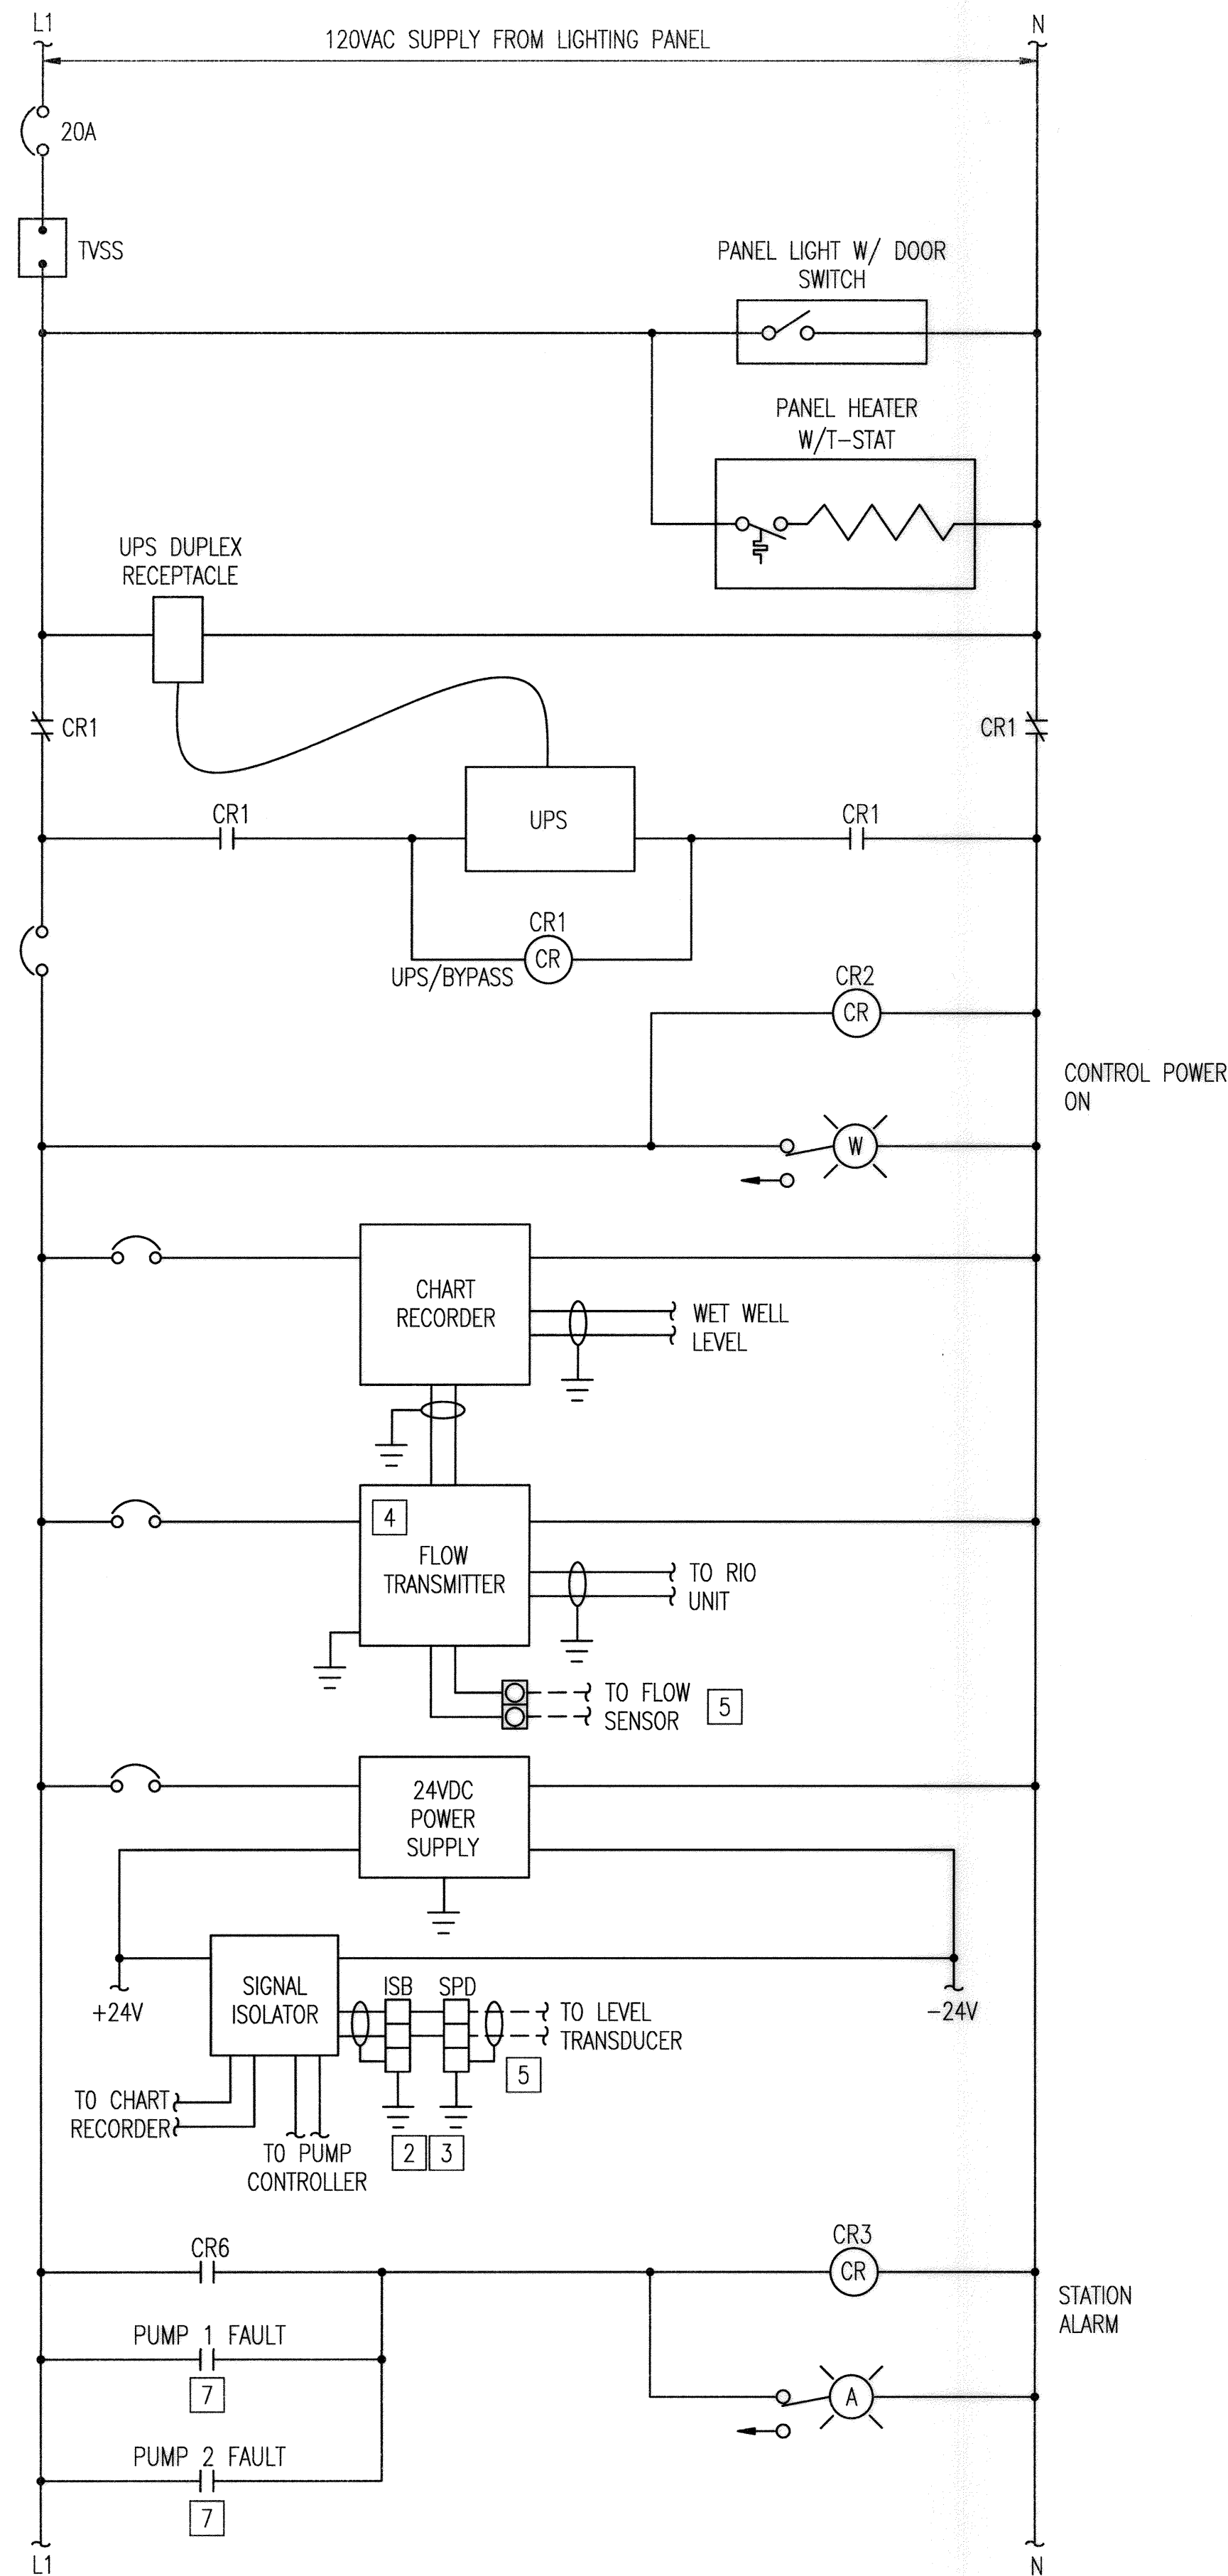 L1
N
120VAC SUPPLY FROM LIGHTING PANEL
20A
TVSS
PANEL LIGHT W/ DOOR
SWITCH
PANEL HEATER
W/T-STAT
UPS DUPLEX
RECEPTACLE
CR1
CR1
CR1
UPS
CR1
CR1
CR
UPS/BYPASS
CR2
CR
CONTROL POWER
ON
W
CHART
RECORDER
WET WELL
LEVEL
4
FLOW
TRANSMITTER
TO RIO
UNIT
TO FLOW
SENSOR
5
24VDC
POWER
SUPPLY
+24V
SIGNAL
ISOLATOR
ISB
SPD
TO LEVEL
TRANSDUCER
-24V
5
TO CHART
RECORDER
TO PUMP
CONTROLLER
2
3
CR6
CR3
CR
STATION
ALARM
PUMP 1 FAULT
7
A
PUMP 2 FAULT
7
L1
N